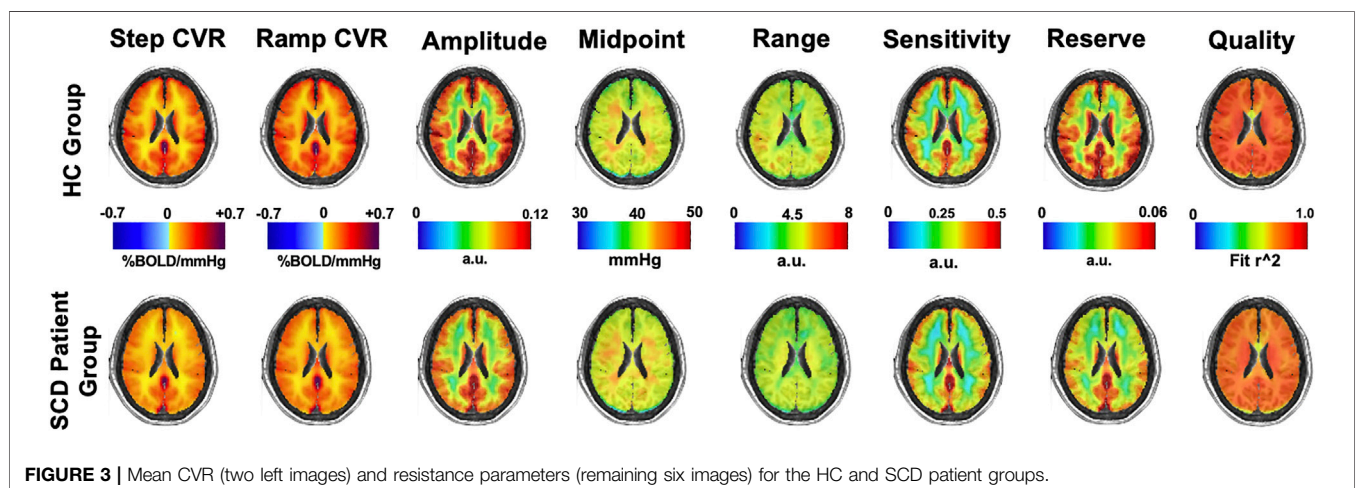 Step CVR Ramp CVR Amplitude Midpoint Range Sensitivity Reserve Quality
HC Group
-0.7 0 +0.7 -0.7 0 +0.7 0 0.12 30 40 50 0 4.5 8 0 0.25 0.5 0 0.06 0 1.0
%BOLD/mmHg %BOLD/mmHg a.u. mmHg a.u. a.u. a.u. Fit r^2
SCD Patient
Group
FIGURE 3 | Mean CVR (two left images) and resistance parameters (remaining six images) for the HC and SCD patient groups.